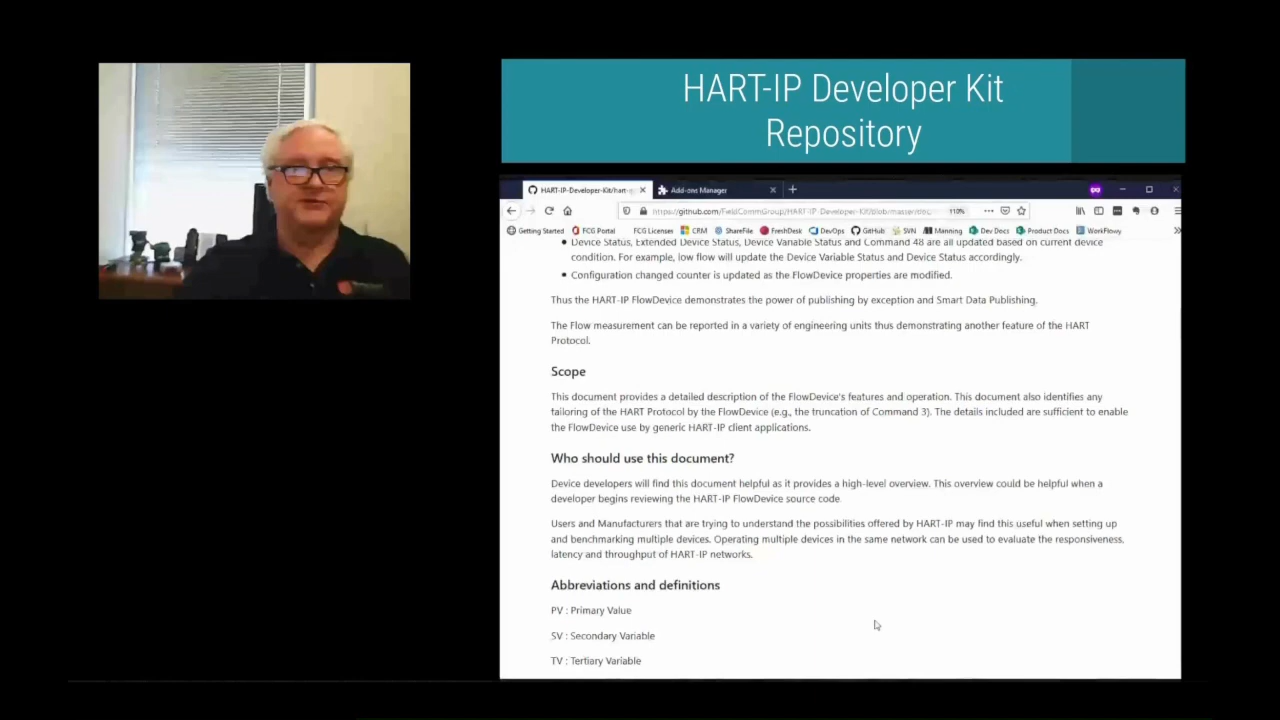 HART-IP Developer Kit
Repository
HART-IP-Developer-Kit/hart-
Add-ons Manager
https://github.com/FieldCommGroup/HART-IP-Developer-Kit/blob/master/doc
110%
Getting Started
FCG Portal
FCG Licenses
CRM
ShareFile
FreshDesk
DevOps
GitHub
SVN
Manning
Dev Docs
Product Docs
WorkFlowy
Device Status, Extended Device Status, Device Variable Status and Command 48 are all updated based on current device
condition. For example, low flow will update the Device Variable Status and Device Status accordingly.
Configuration changed counter is updated as the FlowDevice properties are modified.
Thus the HART-IP FlowDevice demonstrates the power of publishing by exception and Smart Data Publishing.
The Flow measurement can be reported in a variety of engineering units thus demonstrating another feature of the HART
Protocol.
Scope
This document provides a detailed description of the FlowDevice's features and operation. This document also identifies any
tailoring of the HART Protocol by the FlowDevice (e.g., the truncation of Command 3). The details included are sufficient to enable
the FlowDevice use by generic HART-IP client applications.
Who should use this document?
Device developers will find this document helpful as it provides a high-level overview. This overview could be helpful when a
developer begins reviewing the HART-IP FlowDevice source code.
Users and Manufacturers that are trying to understand the possibilities offered by HART-IP may find this useful when setting up
and benchmarking multiple devices. Operating multiple devices in the same network can be used to evaluate the responsiveness,
latency and throughput of HART-IP networks.
Abbreviations and definitions
PV : Primary Value
SV : Secondary Variable
TV : Tertiary Variable